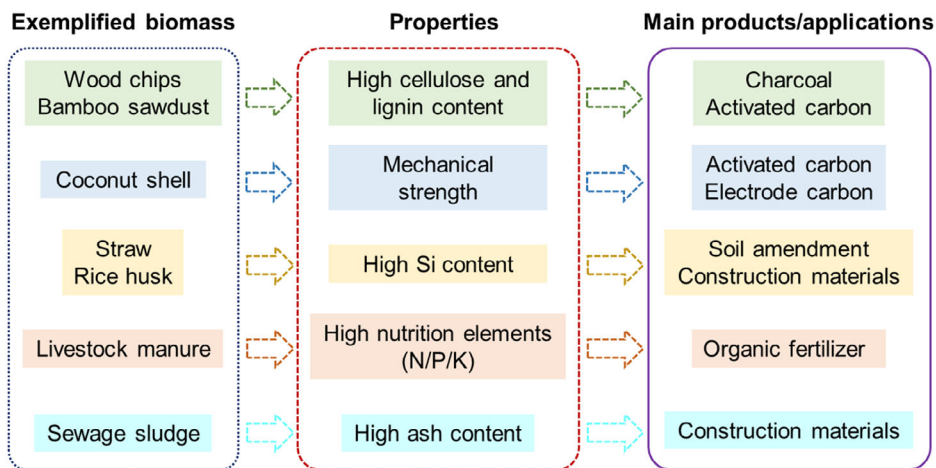 Exemplified biomass
Properties
Main products/applications
Wood chips
Bamboo sawdust
High cellulose and
lignin content
Charcoal
Activated carbon
Coconut shell
Mechanical
strength
Activated carbon
Electrode carbon
Straw
Rice husk
High Si content
Soil amendment
Construction materials
Livestock manure
High nutrition elements
(N/P/K)
Organic fertilizer
Sewage sludge
High ash content
Construction materials